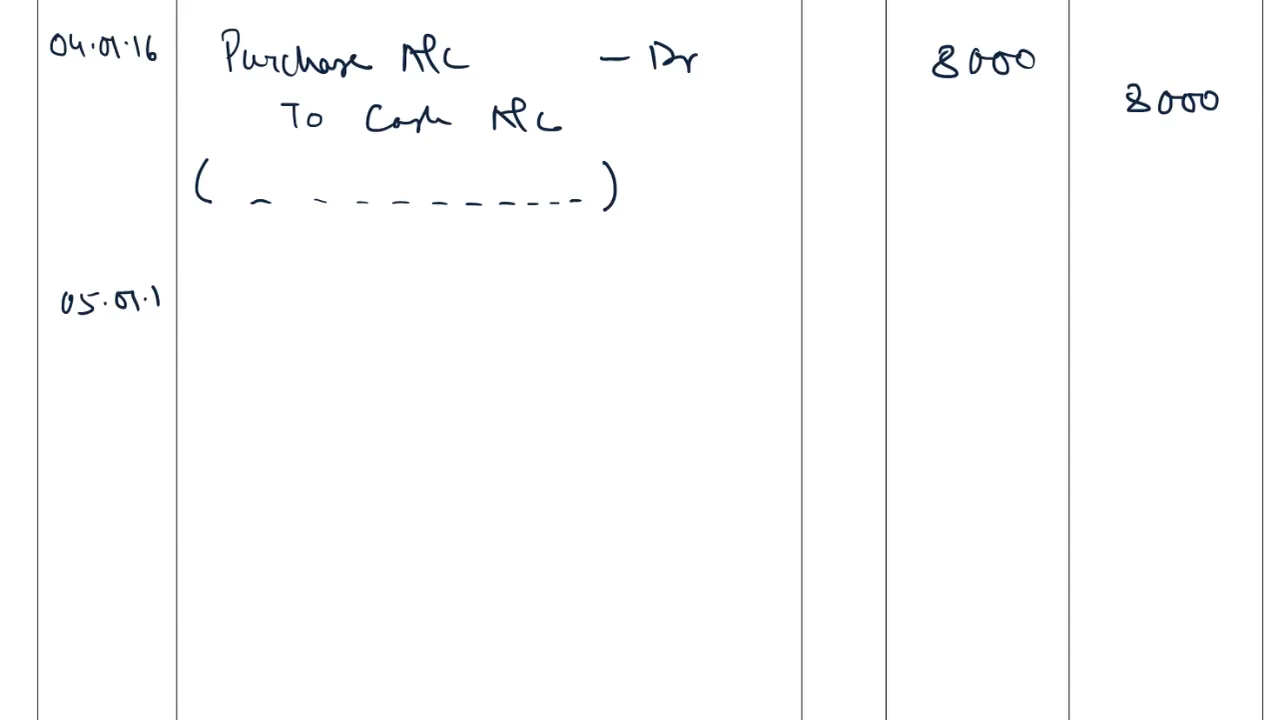 04.01.16 Purchase A/c — Dr 8000
To Cash A/c 8000
( - - - - - - - - - - - )
05.01.1